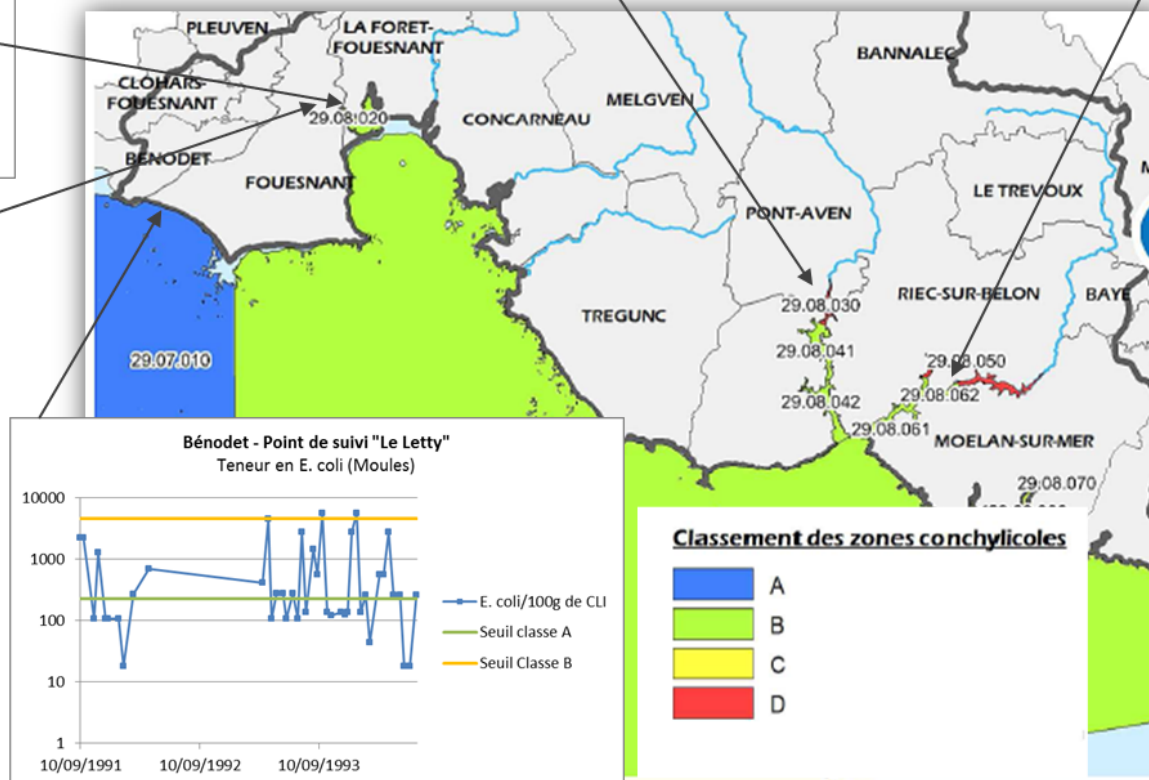 PLEUVEN
LA FORET-
FOUESNANT
BANNALEC
CLOHARS-
FOUESNANT
MELGVEN
29.08.020
CONCARNEAU
BENODET
FOUESNANT
LE TREVOUX
PONT-AVEN
RIEC-SUR-BELON
BAYE
29.08.030
TREGUNC
29.08.041
29.07.010
29.08.050
29.08.062
29.08.042
29.08.061
MOELAN-SUR-MER
29.08.070
Bénodet - Point de suivi "Le Letty"
Teneur en E. coli (Moules)
10000
1000
100
10
1
10/09/1991
10/09/1992
10/09/1993
E. coli/100g de CLI
Seuil classe A
Seuil Classe B
Classement des zones conchylicoles
A
B
C
D